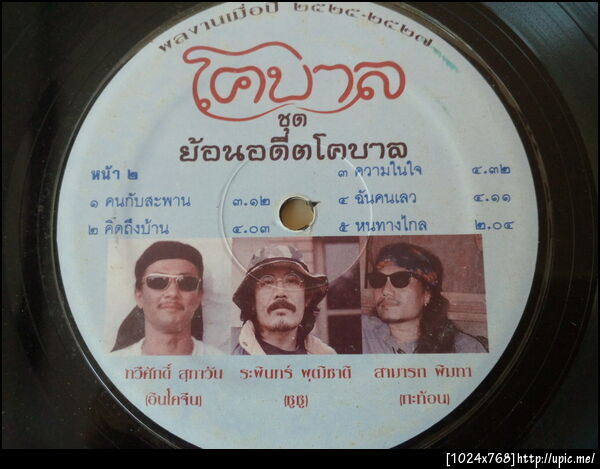 ผลงานเมื่อปี ๒๕๒๔-๒๕๒๗
โคบาล
ชุด
ย้อนอดีตโคบาล
หน้า ๒
๑ คนกับสะพาน ๓.๑๒
๒ คิดถึงบ้าน ๔.๐๓
๓ ความในใจ ๔.๓๒
๔ ฉันคนเลว ๔.๑๑
๕ หนทางไกล ๒.๐๔
ทวีศักดิ์ สุภาวัน ระพินทร์ พุฒิชาติ สามารถ พิมทา
(อินโดจีน) (ซูซู) (กะท้อน)
[1024x768]http://upic.me/